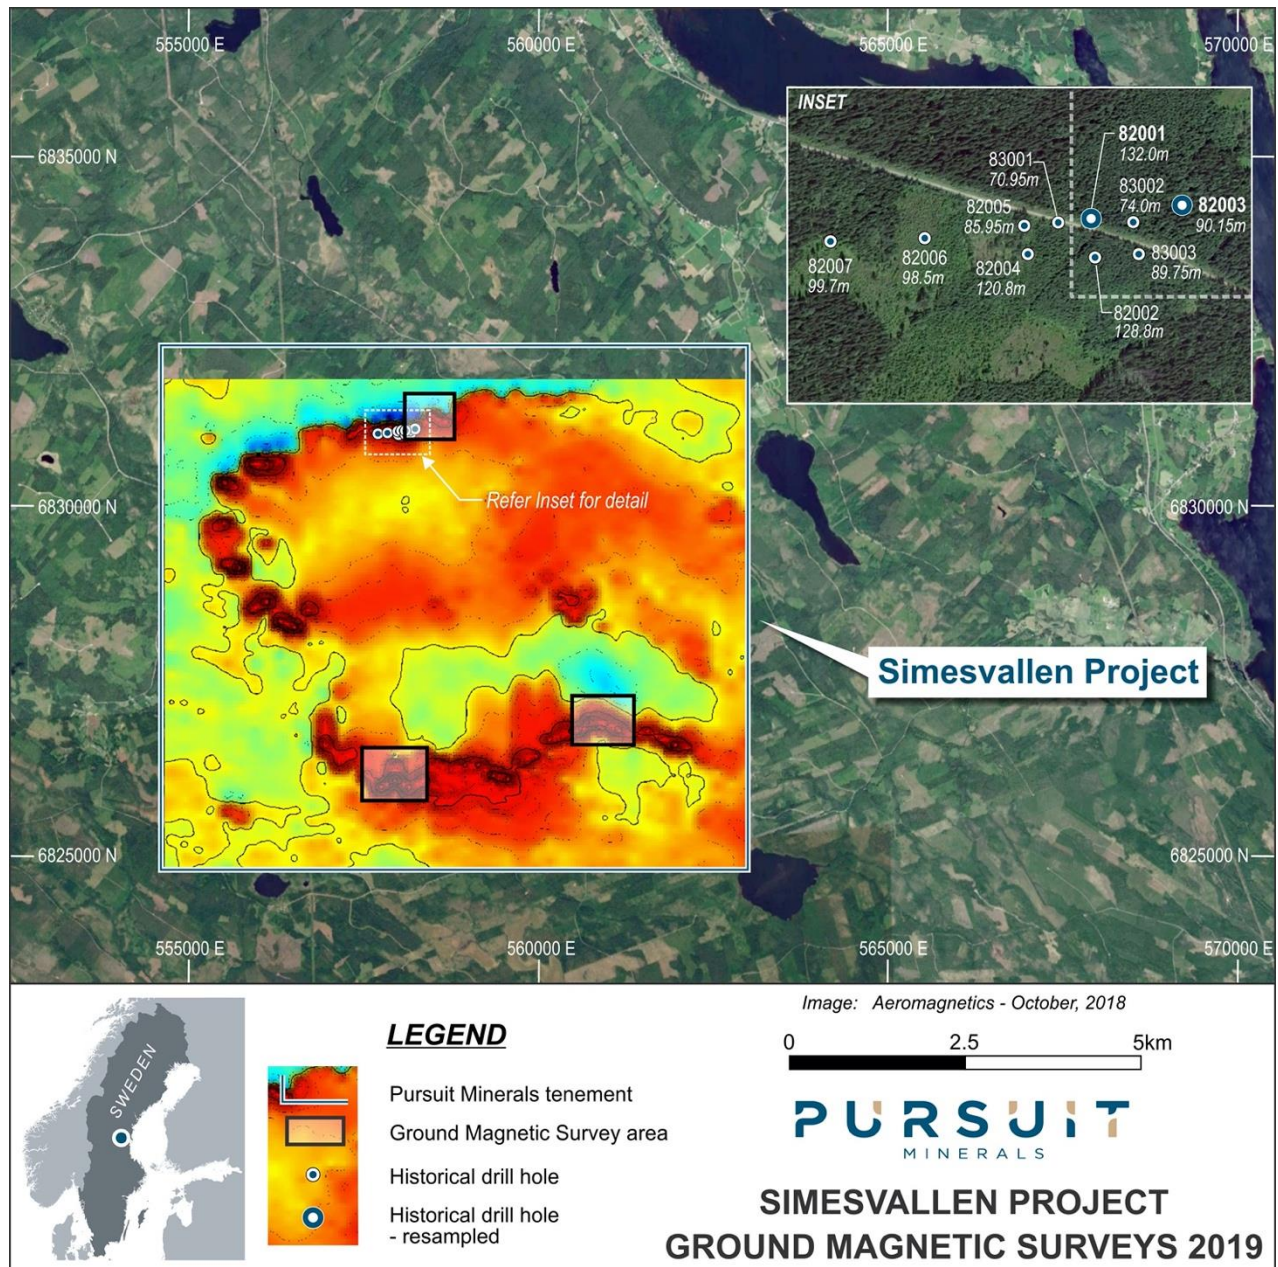 555000 E
560000 E
565000 E
570000 E
6835000 N
INSET
82001
132.0m
83001
70.95m
83002
74.0m
82003
90.15m
82005
85.95m
82007
99.7m
82006
98.5m
82004
120.8m
83003
89.75m
82002
128.8m
6830000 N
6830000 N
Refer Inset for detail
Simesvallen Project
6825000 N
6825000 N
555000 E
560000 E
565000 E
570000 E
SWEDEN
LEGEND
Pursuit Minerals tenement
Ground Magnetic Survey area
Historical drill hole
Historical drill hole
- resampled
Image: Aeromagnetics - October, 2018
0 2.5 5km
PURSUIT
MINERALS
SIMESVALLEN PROJECT
GROUND MAGNETIC SURVEYS 2019